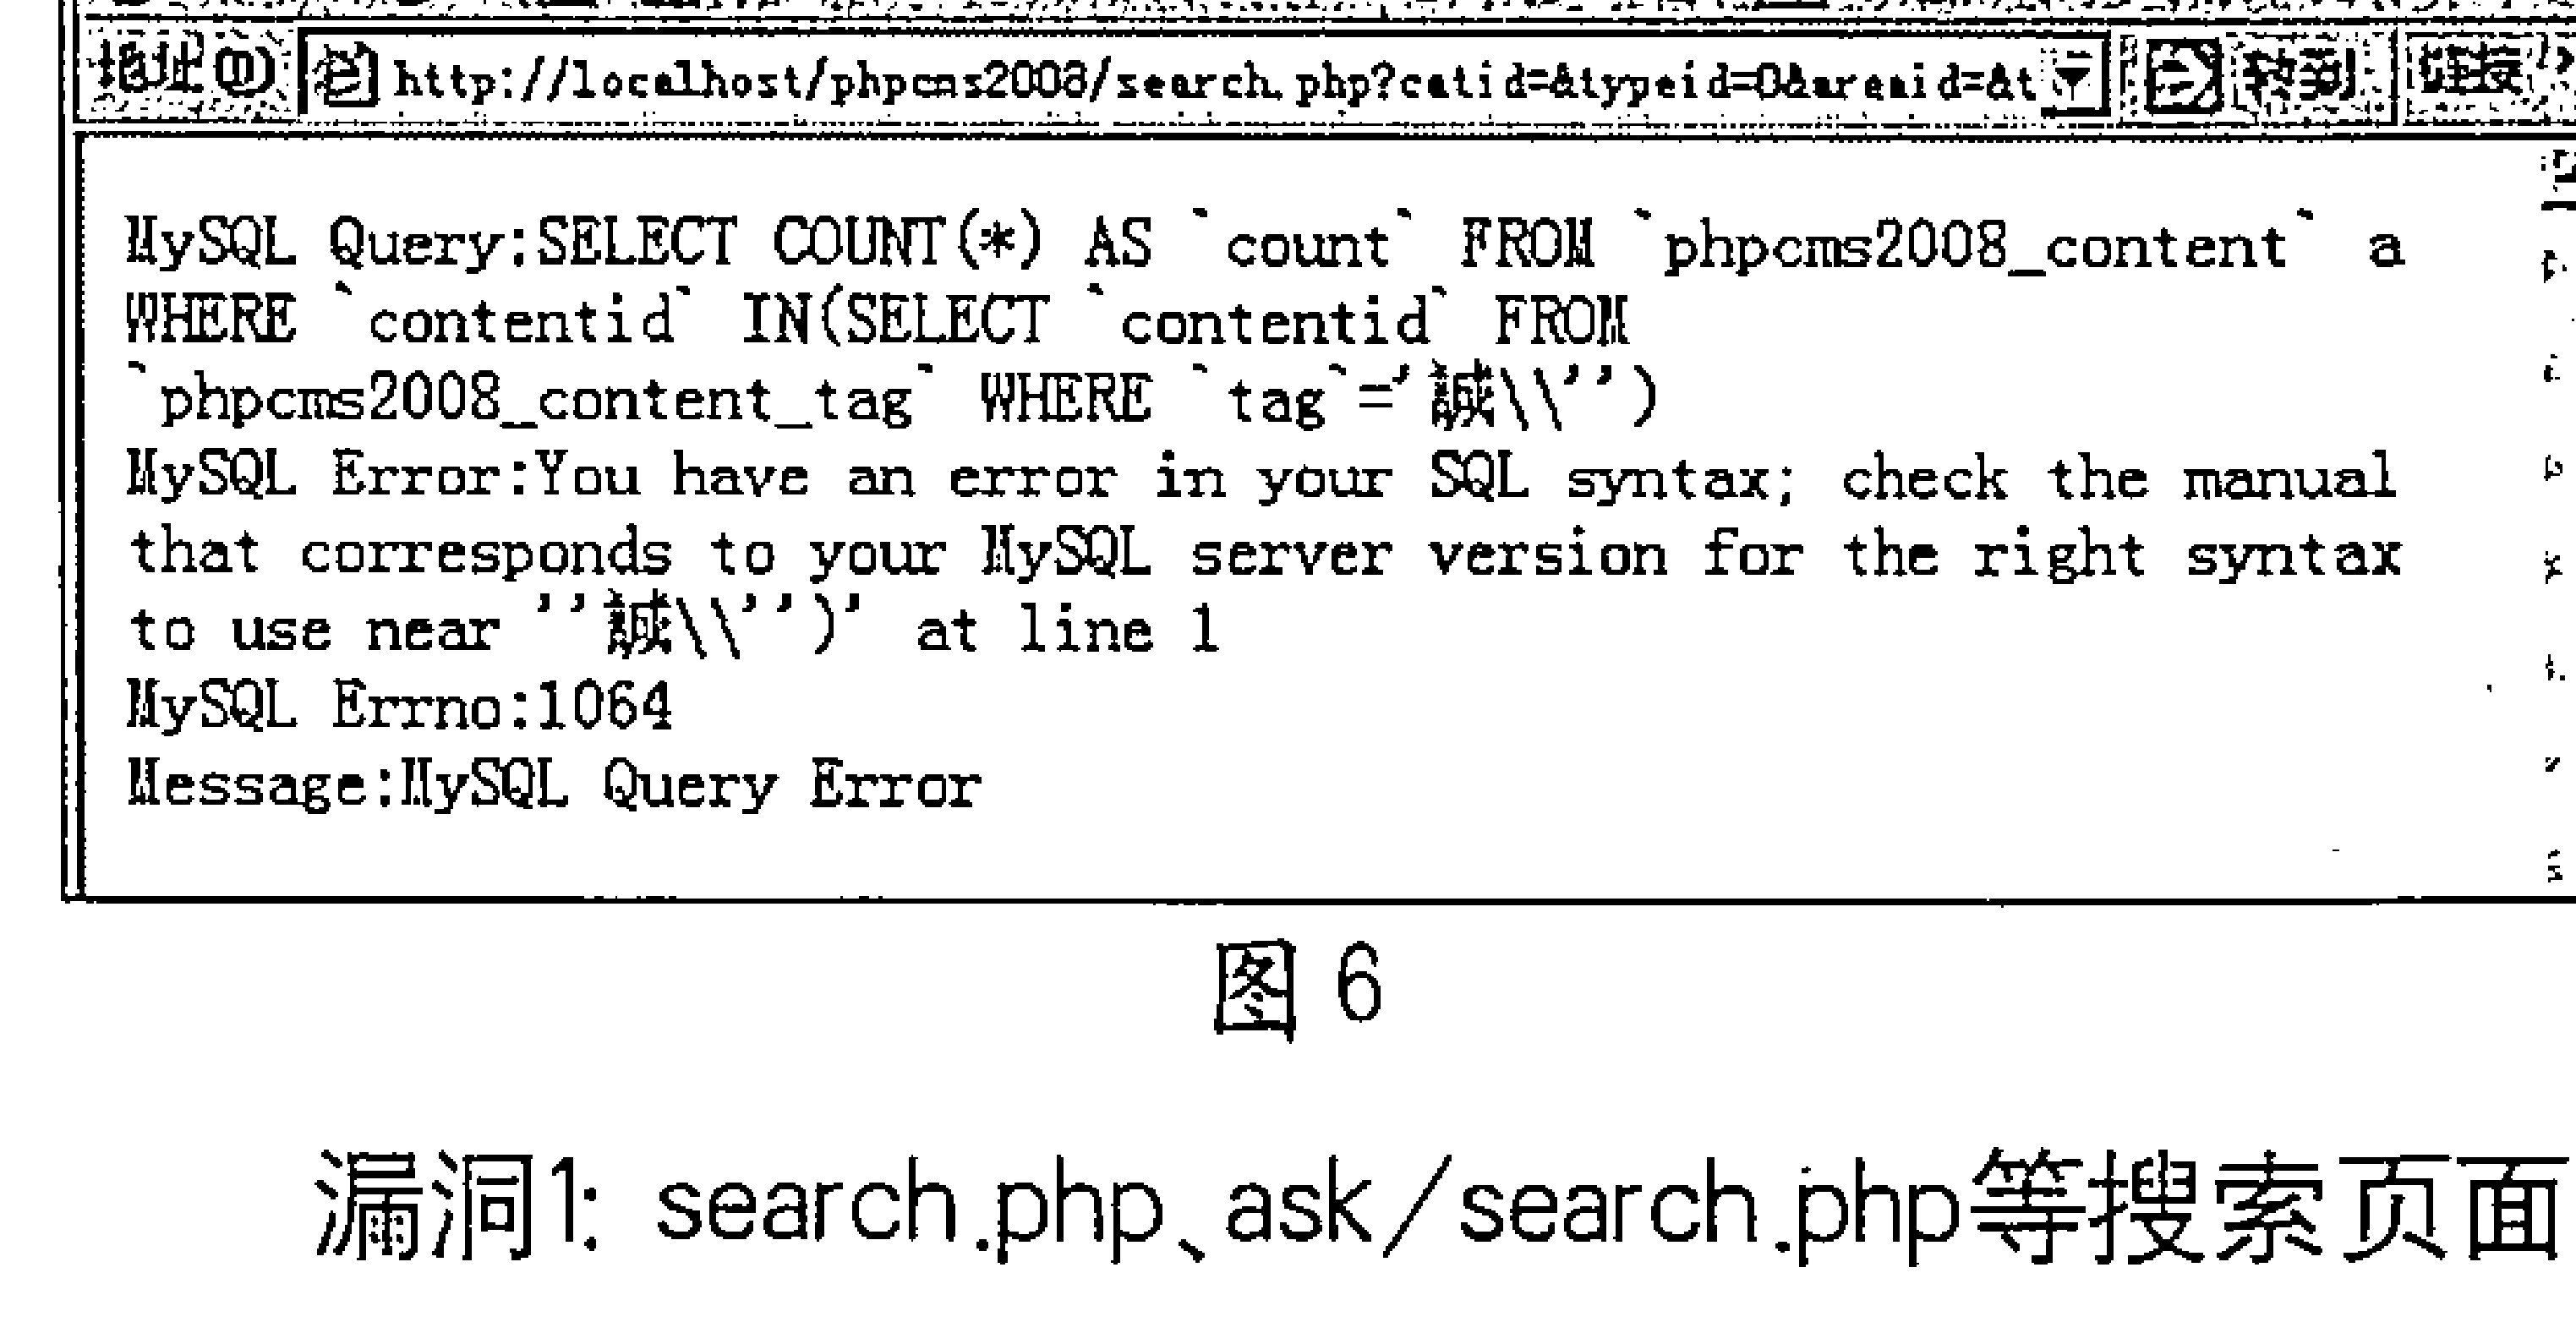 地址(D) http://localhost/phpcms2008/search.php?catid=&typeid=0&areaid=&t 转到 链接
MySQL Query:SELECT COUNT(*) AS `count` FROM `phpcms2008_content` a
WHERE `contentid` IN(SELECT `contentid` FROM
`phpcms2008_content_tag` WHERE `tag`='誠\\'')
MySQL Error:You have an error in your SQL syntax; check the manual
that corresponds to your MySQL server version for the right syntax
to use near ''誠\\'')' at line 1
MySQL Errno:1064
Message:MySQL Query Error
图 6
漏洞1: search.php、ask/search.php等搜索页面